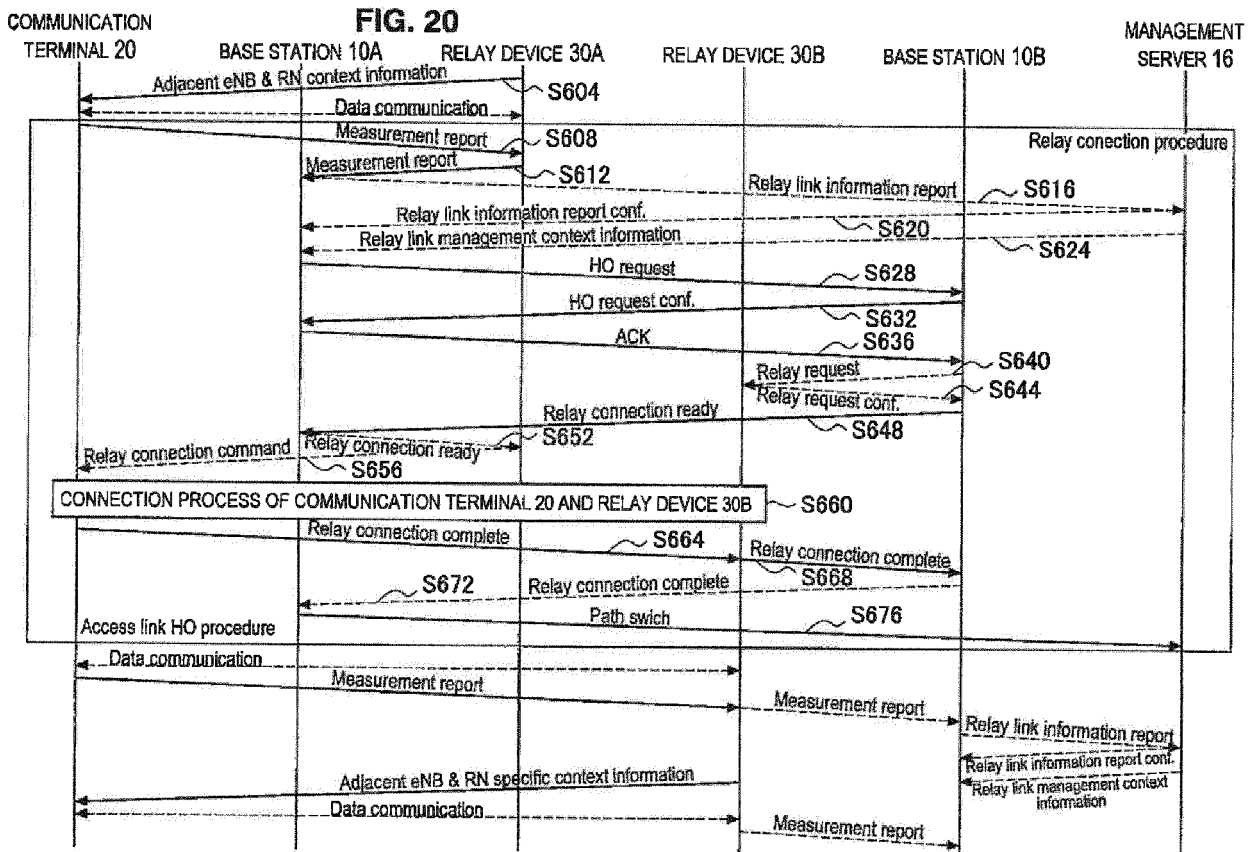 FIG. 20
COMMUNICATION
TERMINAL 20
BASE STATION 10A
RELAY DEVICE 30A
RELAY DEVICE 30B
BASE STATION 10B
MANAGEMENT
SERVER 16
Adjacent eNB & RN context information
S604
Data communication
Measurement report
S608
Relay conection procedure
Measurement report
S612
Relay link information report
S616
Relay link information report conf.
S620
Relay link management context information
S624
HO request
S628
HO request conf.
S632
ACK
S636
Relay request
S640
Relay request conf.
S644
Relay connection ready
S648
Relay connection ready
S652
Relay connection command
S656
CONNECTION PROCESS OF COMMUNICATION TERMINAL 20 AND RELAY DEVICE 30B
S660
Relay connection complete
S664
Relay connection complete
S668
Relay connection complete
S672
Path swich
S676
Access link HO procedure
Data communication
Measurement report
Measurement report
Relay link information report
Relay link information report conf.
Relay link management context
information
Adjacent eNB & RN specific context information
Data communication
Measurement report